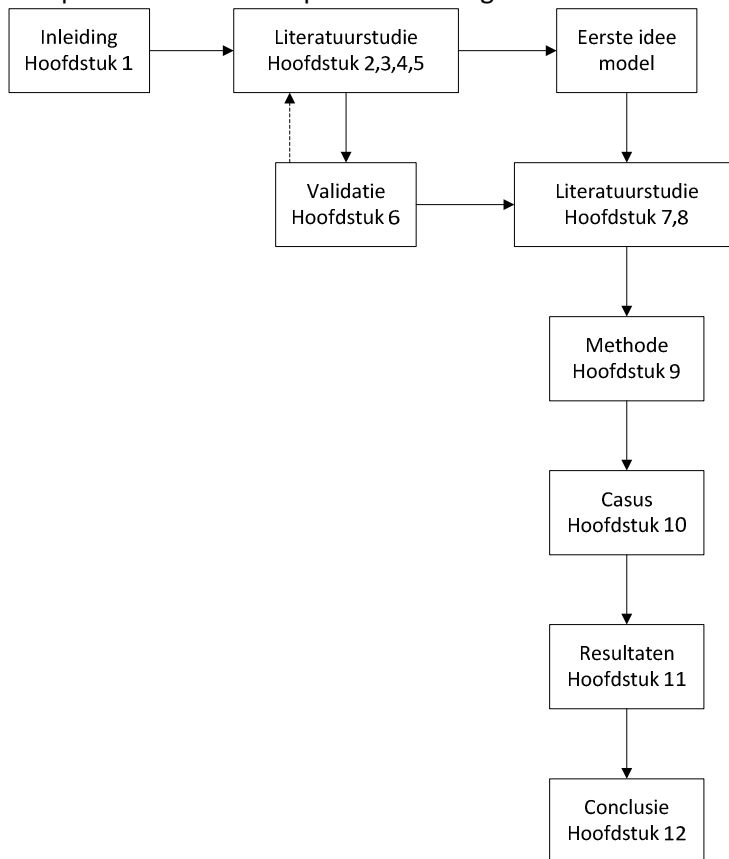 Inleiding
Hoofdstuk 1
Literatuurstudie
Hoofdstuk 2,3,4,5
Eerste idee
model
Validatie
Hoofdstuk 6
Literatuurstudie
Hoofdstuk 7,8
Methode
Hoofdstuk 9
Casus
Hoofdstuk 10
Resultaten
Hoofdstuk 11
Conclusie
Hoofdstuk 12